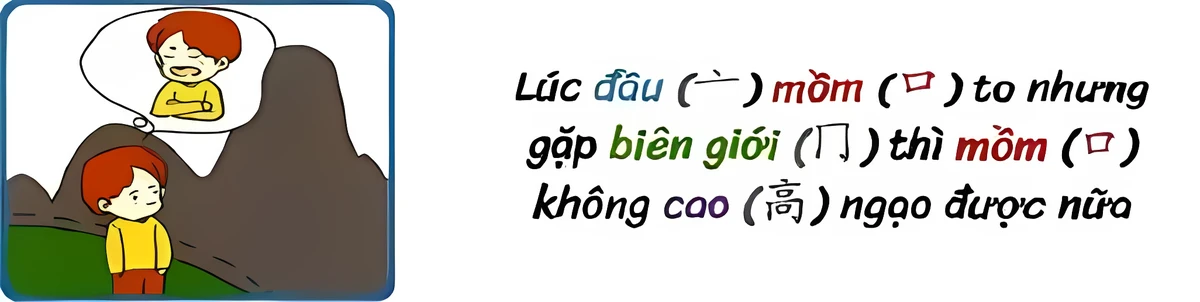 Lúc đầu (亠) mồm (口) to nhưng
gặp biên giới (冂) thì mồm (口)
không cao (高) ngạo được nữa